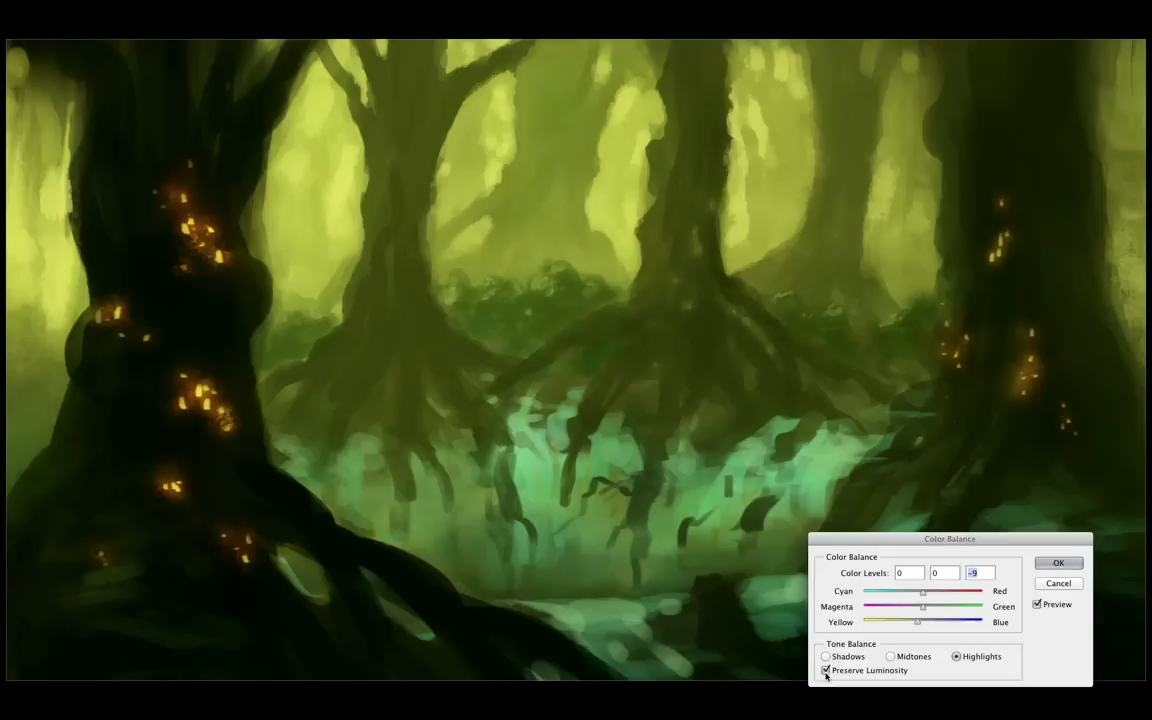 Color Balance
Color Balance
Color Levels: 0 0 -9
Cyan Red
Magenta Green
Yellow Blue
Tone Balance
Shadows Midtones Highlights
Preserve Luminosity
OK
Cancel
Preview